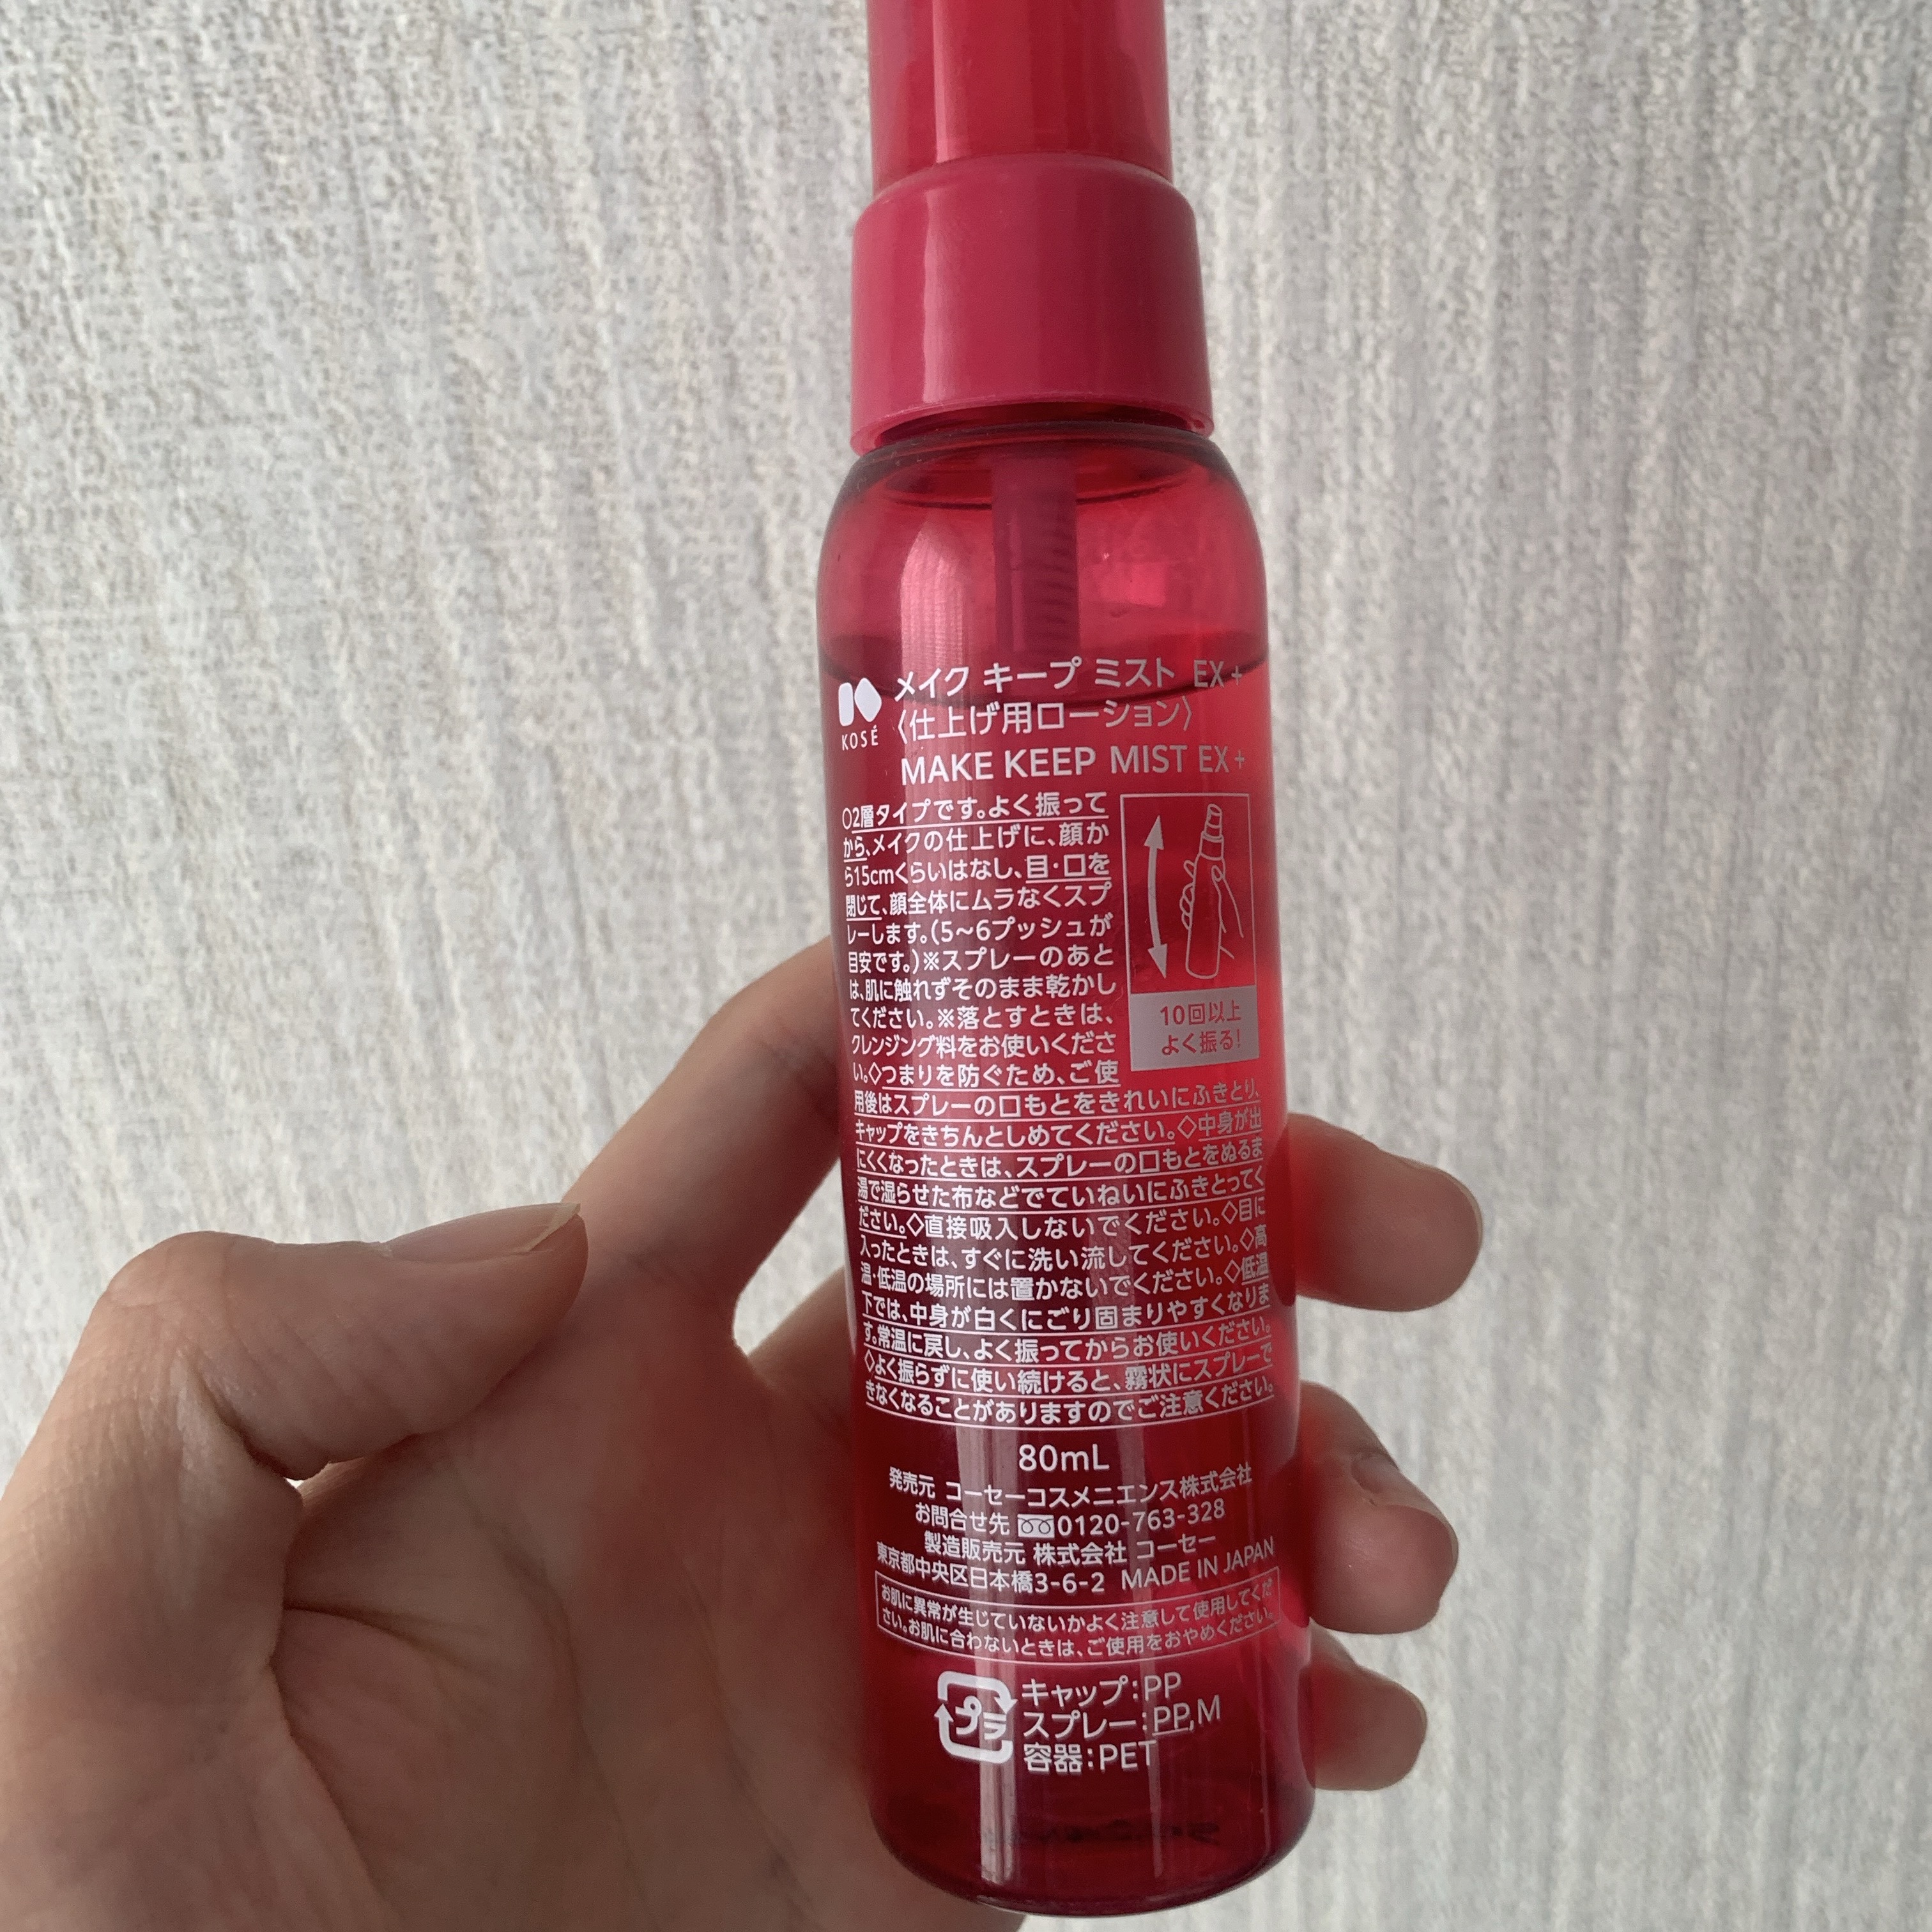 メイク キープ ミスト EX+
KOSÉ 〈仕上げ用ローション〉
MAKE KEEP MIST EX+
○2層タイプです。よく振って
から、メイクの仕上げに、顔か
ら15cmくらいはなし、目・口を
閉じて、顔全体にムラなくスプ
レーします。(5~6プッシュが
目安です。)※スプレーのあと
は、肌に触れずそのまま乾かし
てください。※落とすときは、
クレンジング料をお使いくださ
い。◇つまりを防ぐため、ご使
10回以上
よく振る!
用後はスプレーの口もとをきれいにふきとり、
キャップをきちんとしめてください。◇中身が出
にくくなったときは、スプレーの口もとをぬるま
湯で湿らせた布などでていねいにふきとってく
ださい。◇直接吸入しないでください。◇目に
入ったときは、すぐに洗い流してください。◇高
温・低温の場所には置かないでください。◇低温
下では、中身が白くにごり固まりやすくなりま
す。常温に戻し、よく振ってからお使いください。
◇よく振らずに使い続けると、霧状にスプレーで
きなくなることがありますのでご注意ください。
80mL
発売元 コーセーコスメニエンス株式会社
お問合せ先 0120-763-328
製造販売元 株式会社 コーセー
東京都中央区日本橋3-6-2 MADE IN JAPAN
お肌に異常が生じていないかよく注意して使用してくだ
さい。お肌に合わないときは、ご使用をおやめください。
プラ キャップ:PP
スプレー:PP,M
容器:PET